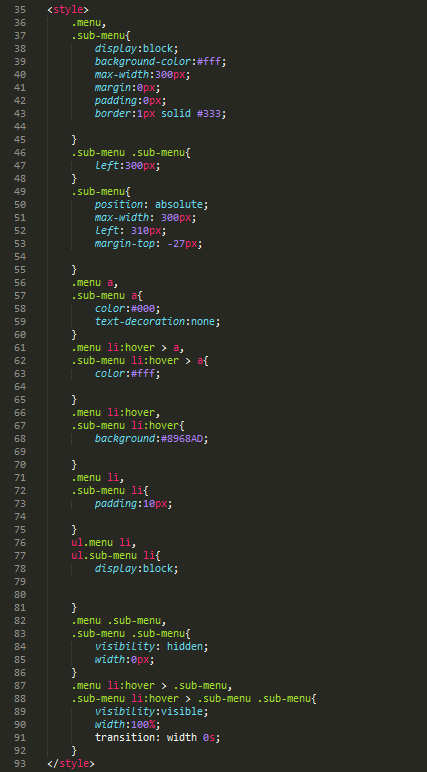 35 <style>
36 .menu,
37 .sub-menu{
38 display:block;
39 background-color:#fff;
40 max-width:300px;
41 margin:0px;
42 padding:0px;
43 border:1px solid #333;
44
45 }
46 .sub-menu .sub-menu{
47 left:300px;
48 }
49 .sub-menu{
50 position: absolute;
51 max-width: 300px;
52 left: 310px;
53 margin-top: -27px;
54
55 }
56 .menu a,
57 .sub-menu a{
58 color:#000;
59 text-decoration:none;
60 }
61 .menu li:hover > a,
62 .sub-menu li:hover > a{
63 color:#fff;
64
65 }
66 .menu li:hover,
67 .sub-menu li:hover{
68 background:#8968AD;
69
70 }
71 .menu li,
72 .sub-menu li{
73 padding:10px;
74
75 }
76 ul.menu li,
77 ul.sub-menu li{
78 display:block;
79
80
81 }
82 .menu .sub-menu,
83 .sub-menu .sub-menu{
84 visibility: hidden;
85 width:0px;
86 }
87 .menu li:hover > .sub-menu,
88 .sub-menu li:hover > .sub-menu .sub-menu{
89 visibility:visible;
90 width:100%;
91 transition: width 0s;
92 }
93 </style>